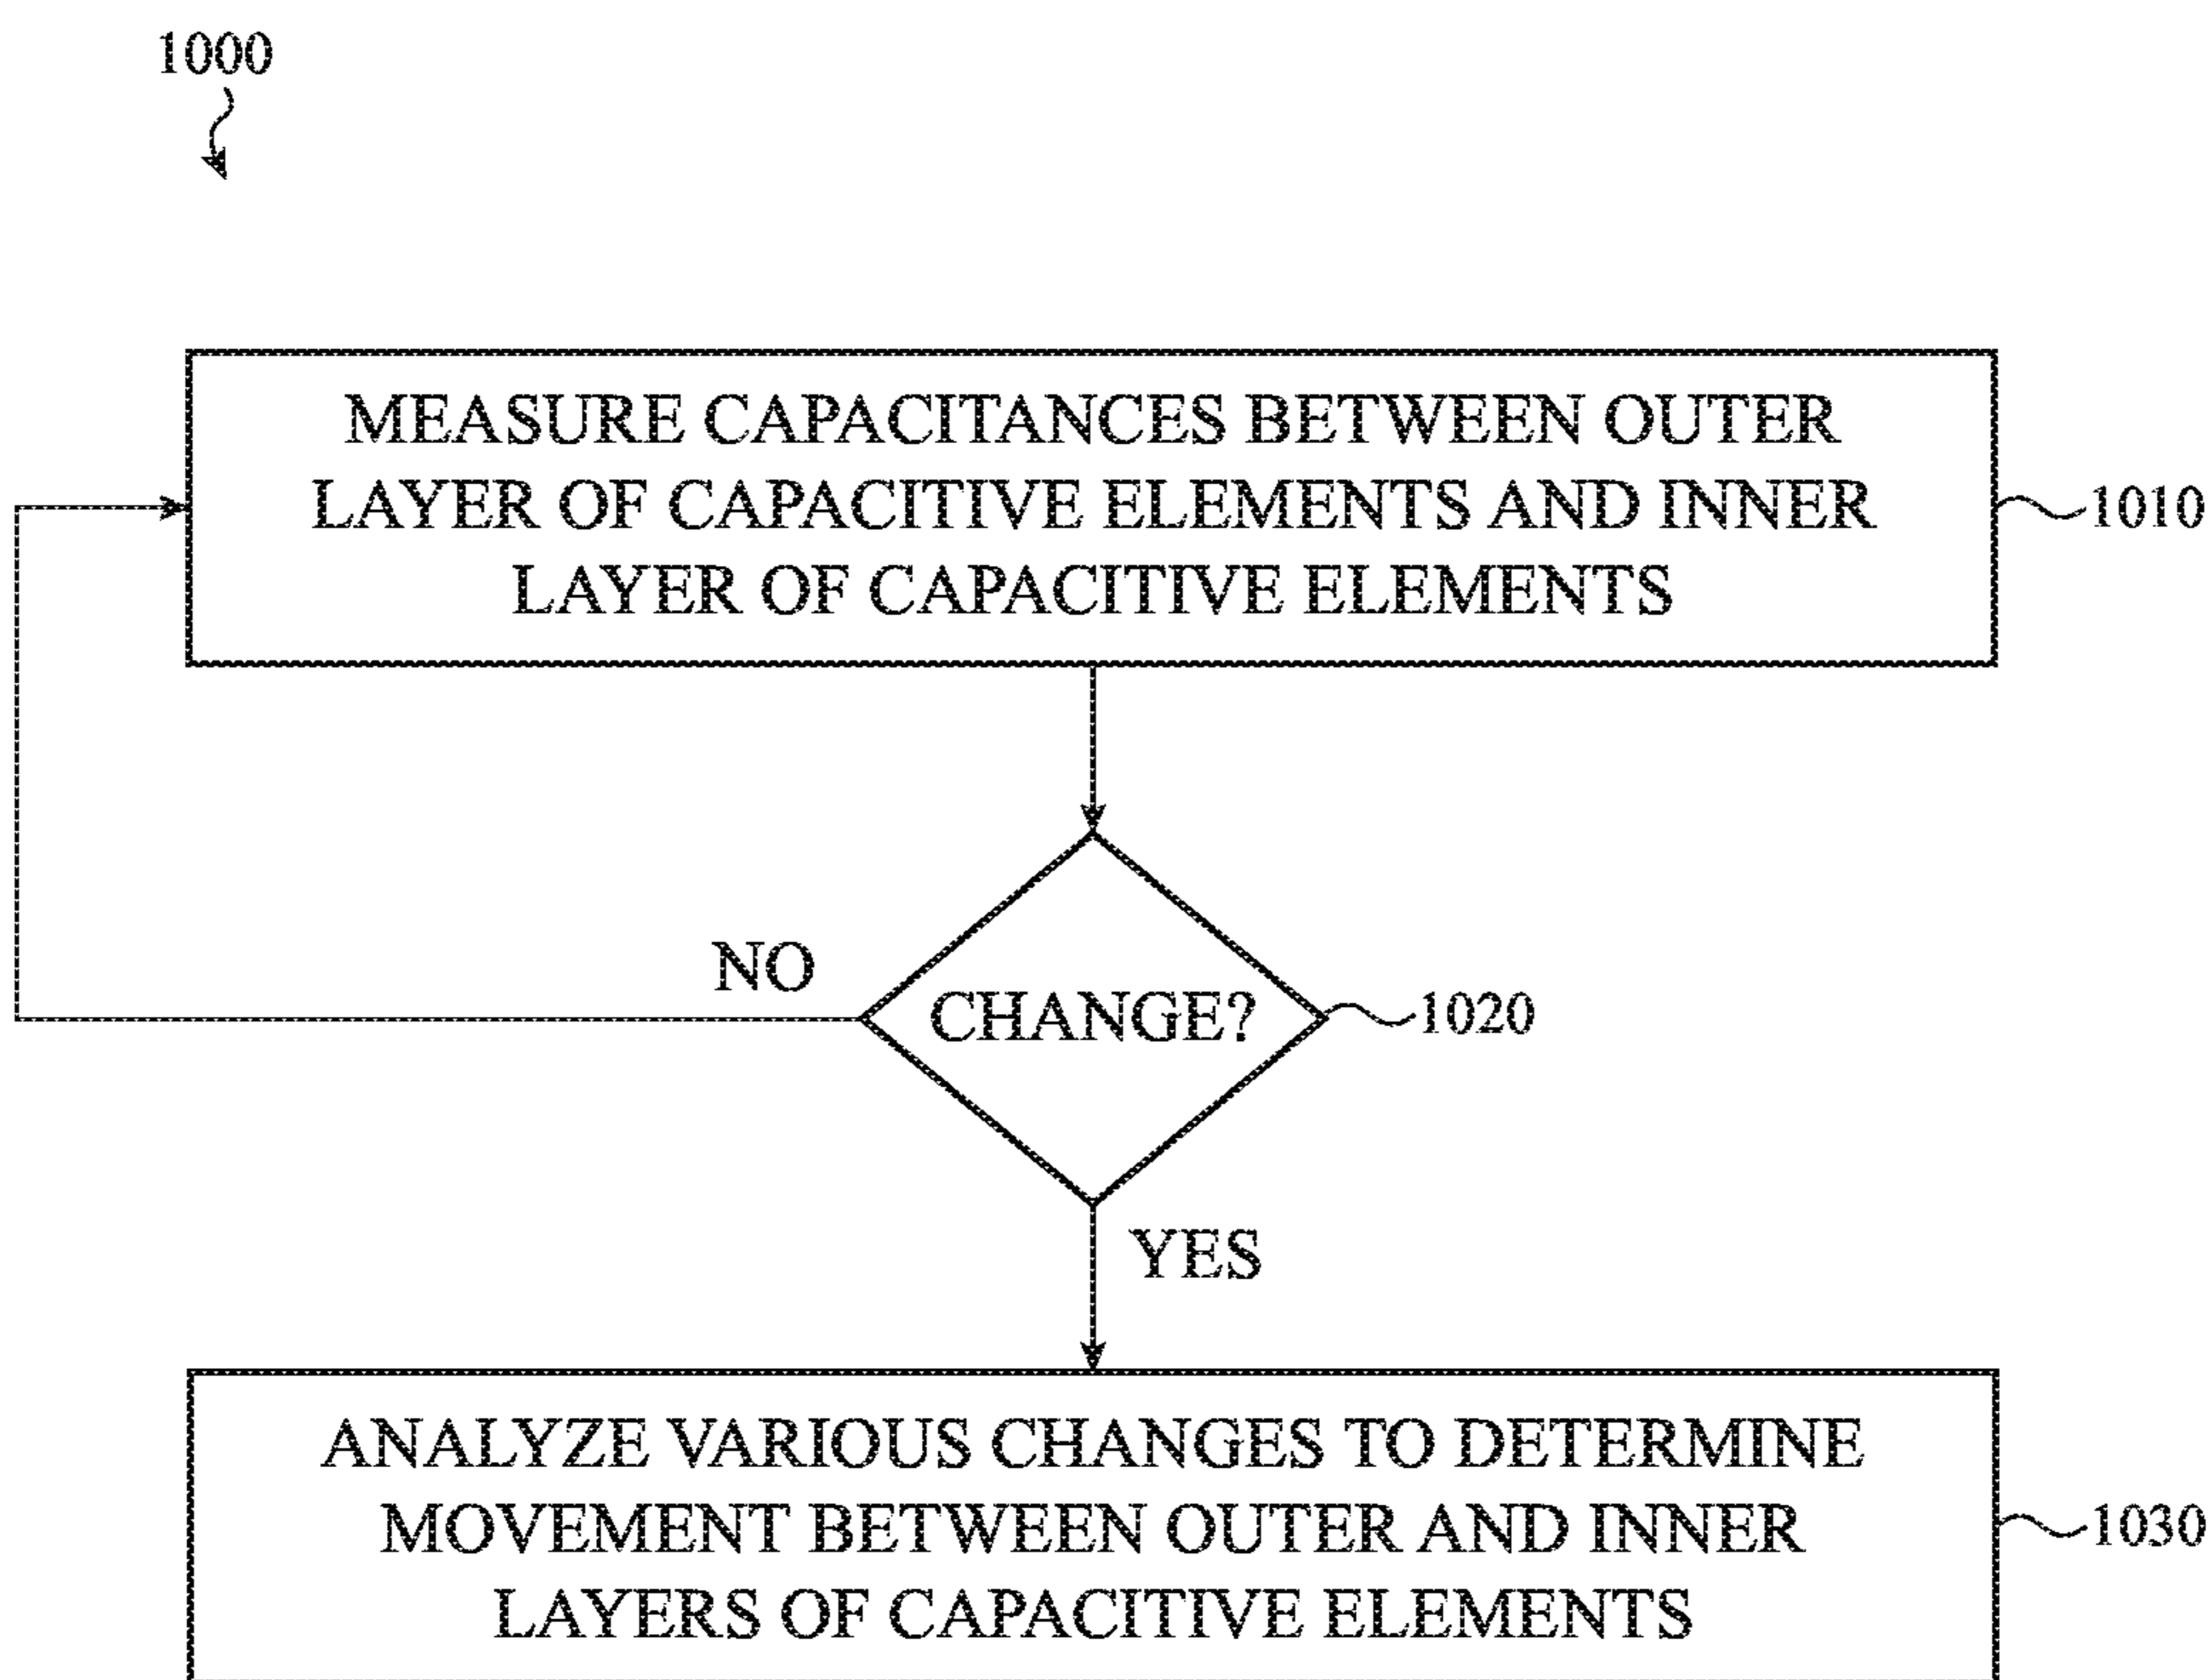 1000
MEASURE CAPACITANCES BETWEEN OUTER
LAYER OF CAPACITIVE ELEMENTS AND INNER
LAYER OF CAPACITIVE ELEMENTS
1010
NO
CHANGE?
1020
YES
ANALYZE VARIOUS CHANGES TO DETERMINE
MOVEMENT BETWEEN OUTER AND INNER
LAYERS OF CAPACITIVE ELEMENTS
1030